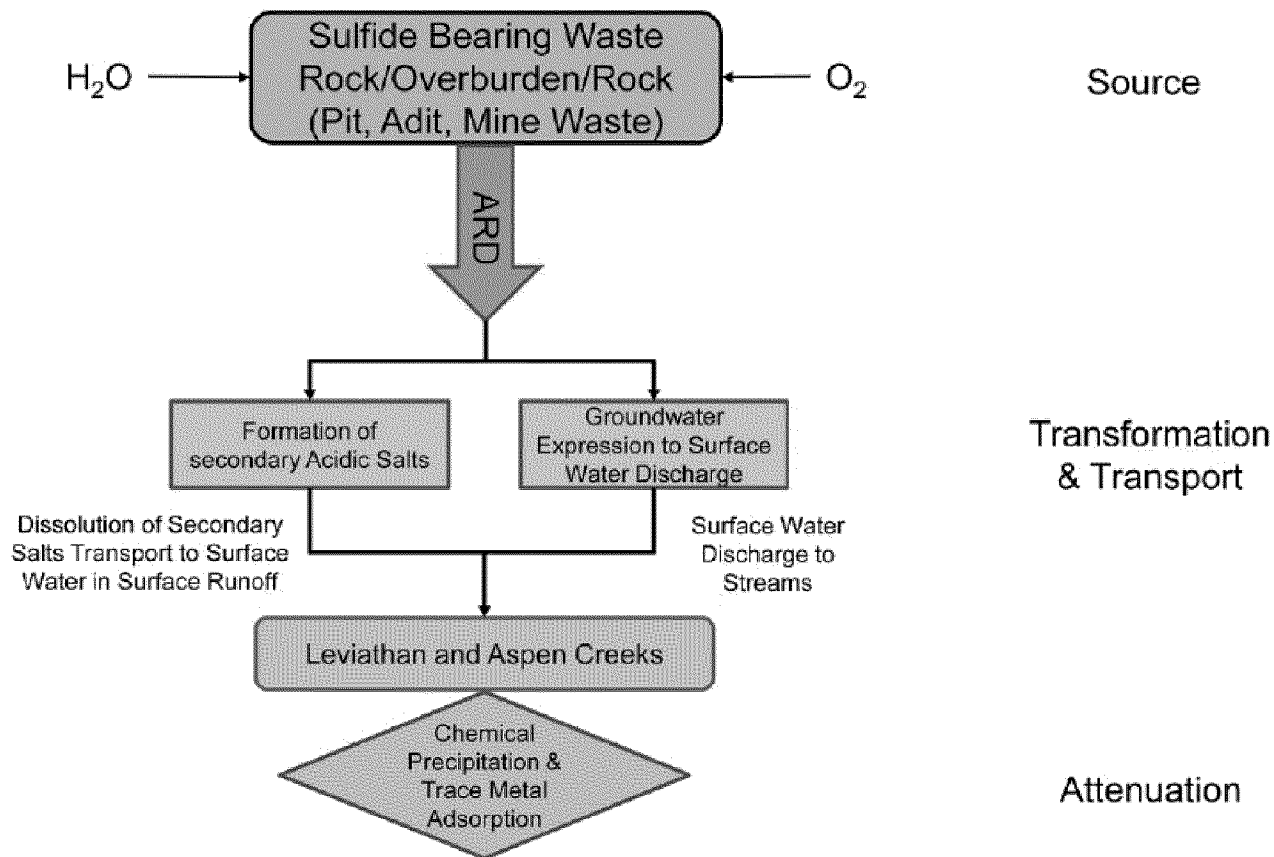 Sulfide Bearing Waste
Rock/Overburden/Rock
(Pit, Adit, Mine Waste)
H₂O
O₂
Source
ARD
Formation of
secondary Acidic Salts
Groundwater
Expression to Surface
Water Discharge
Transformation
& Transport
Dissolution of Secondary
Salts Transport to Surface
Water in Surface Runoff
Surface Water
Discharge to
Streams
Leviathan and Aspen Creeks
Chemical
Precipitation &
Trace Metal
Adsorption
Attenuation